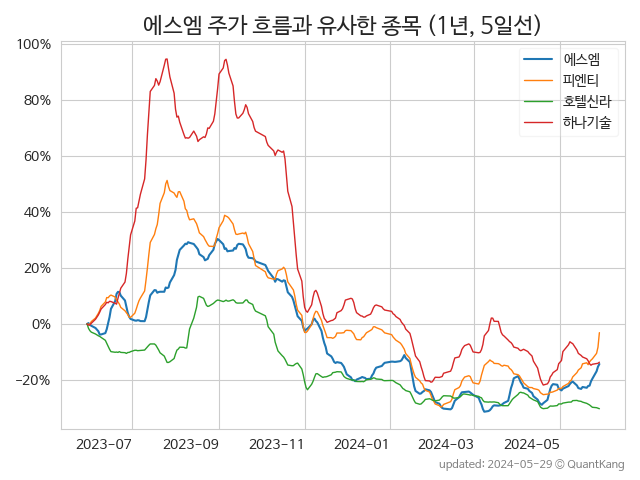 에스엠 주가 흐름과 유사한 종목 (1년, 5일선)
에스엠
피엔티
호텔신라
하나기술
100%
80%
60%
40%
20%
0%
−20%
2023-07
2023-09
2023-11
2024-01
2024-03
2024-05
updated: 2024-05-29 © QuantKang